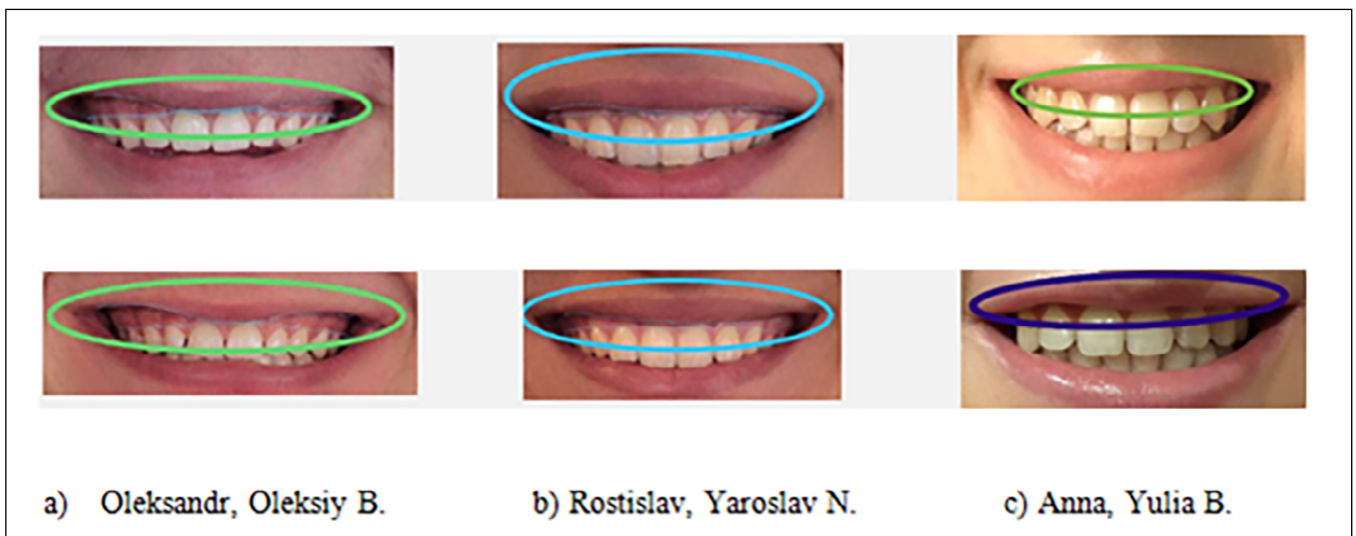 a) Oleksandr, Oleksiy B. b) Rostislav, Yaroslav N. c) Anna, Yulia B.